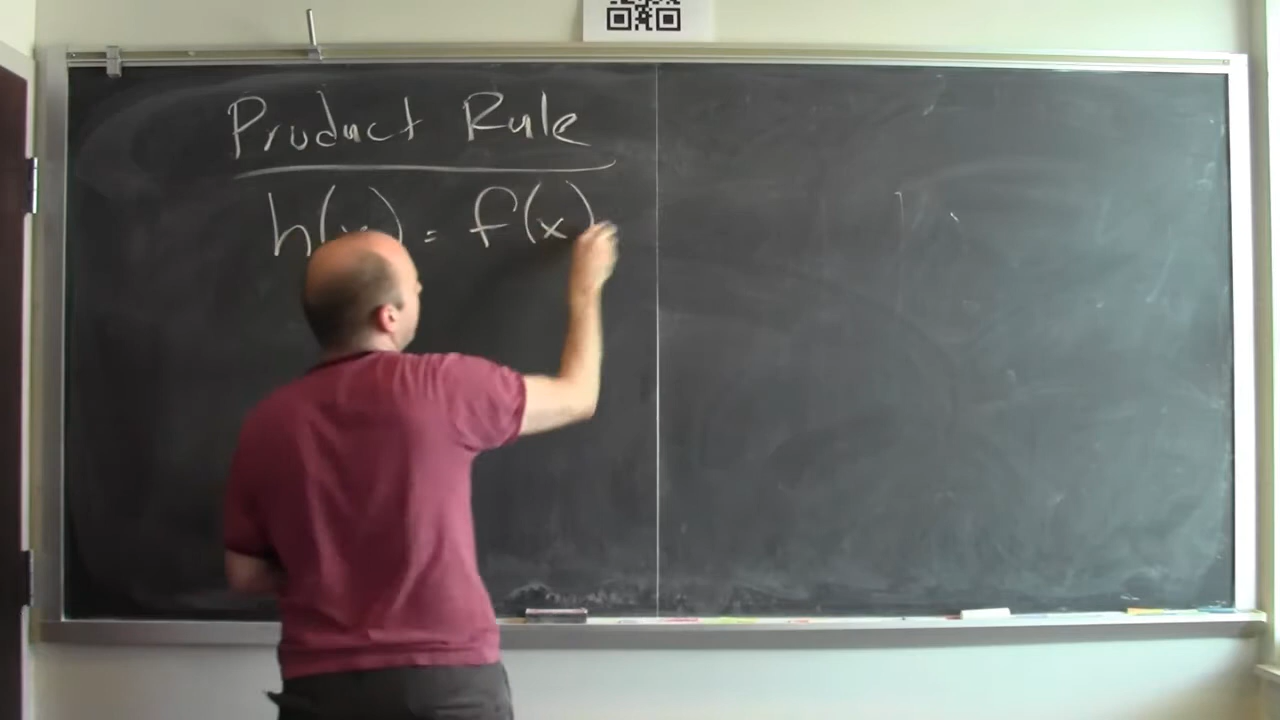 Product Rule
h(x) = f(x)